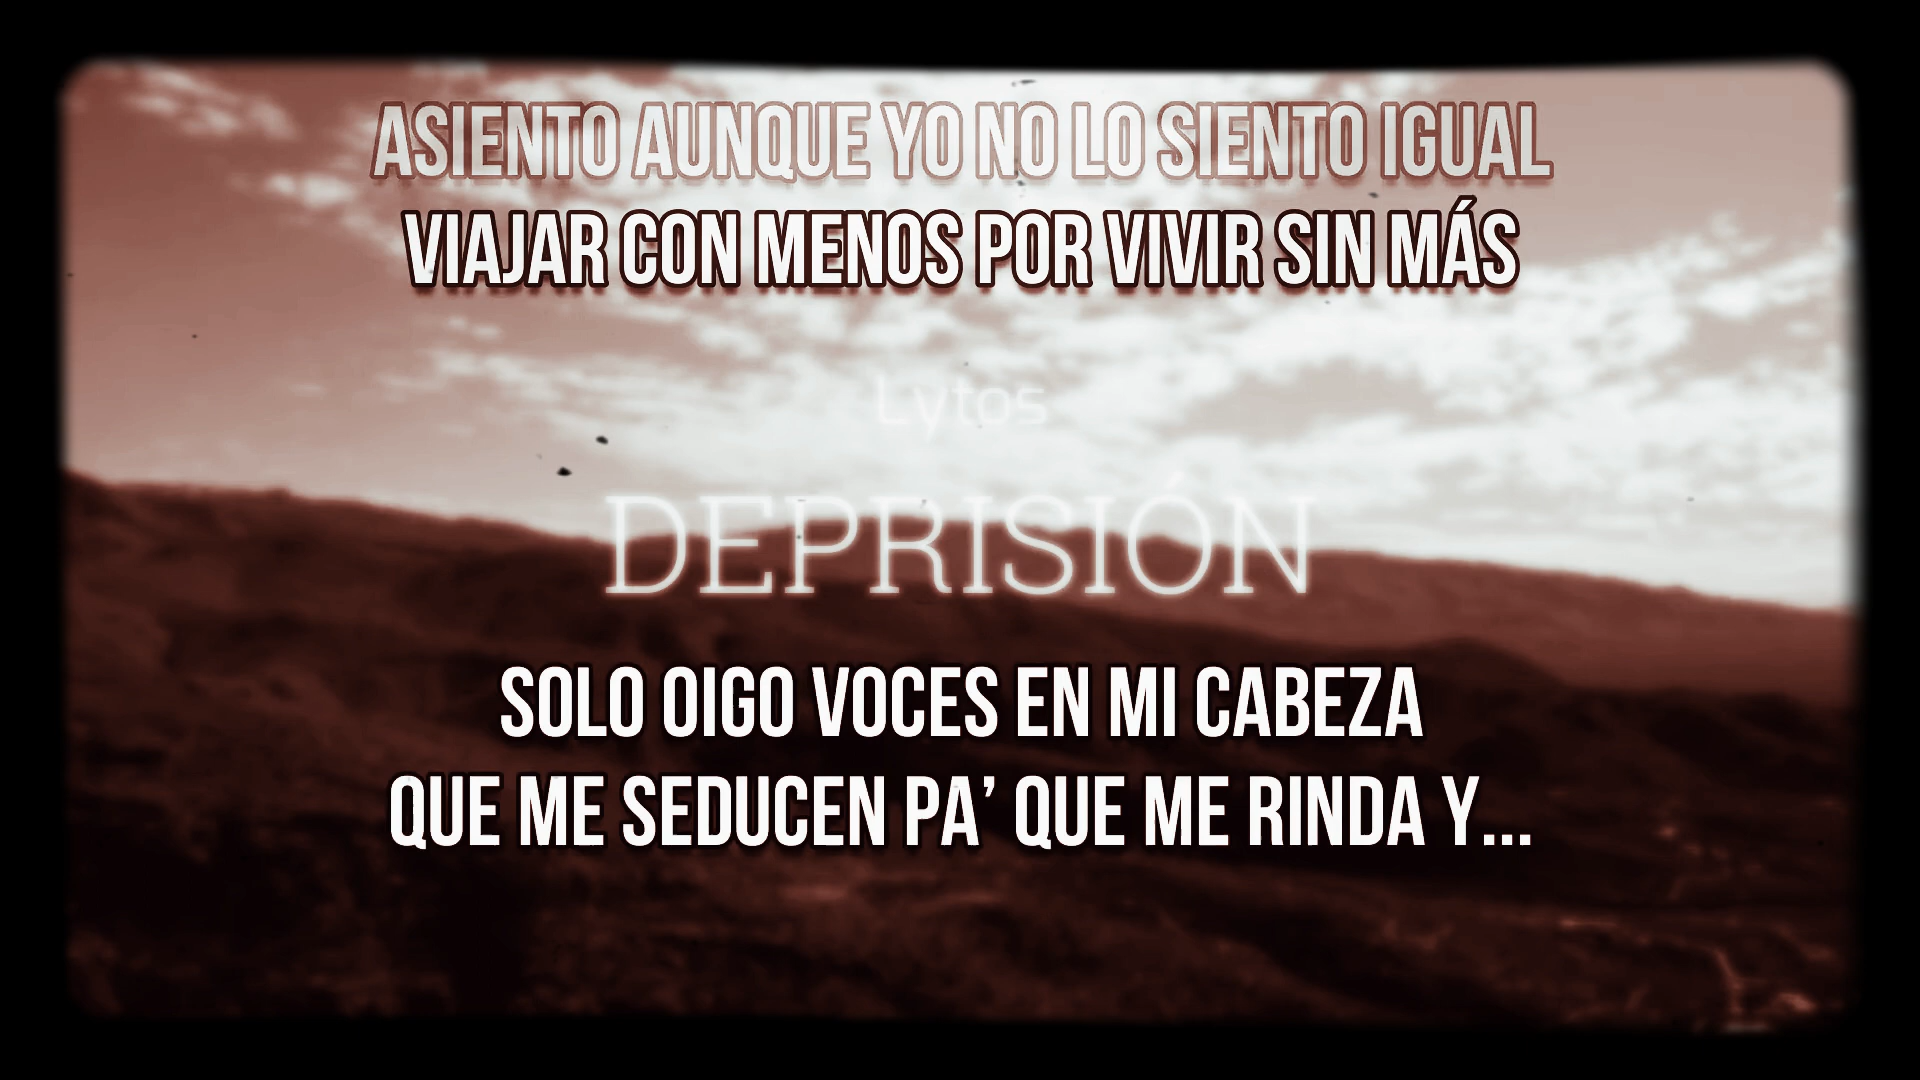 ASIENTO AUNQUE YO NO LO SIENTO IGUAL
VIAJAR CON MENOS POR VIVIR SIN MÁS
Lytos
DEPRISIÓN
SOLO OIGO VOCES EN MI CABEZA
QUE ME SEDUCEN PA’ QUE ME RINDA Y...